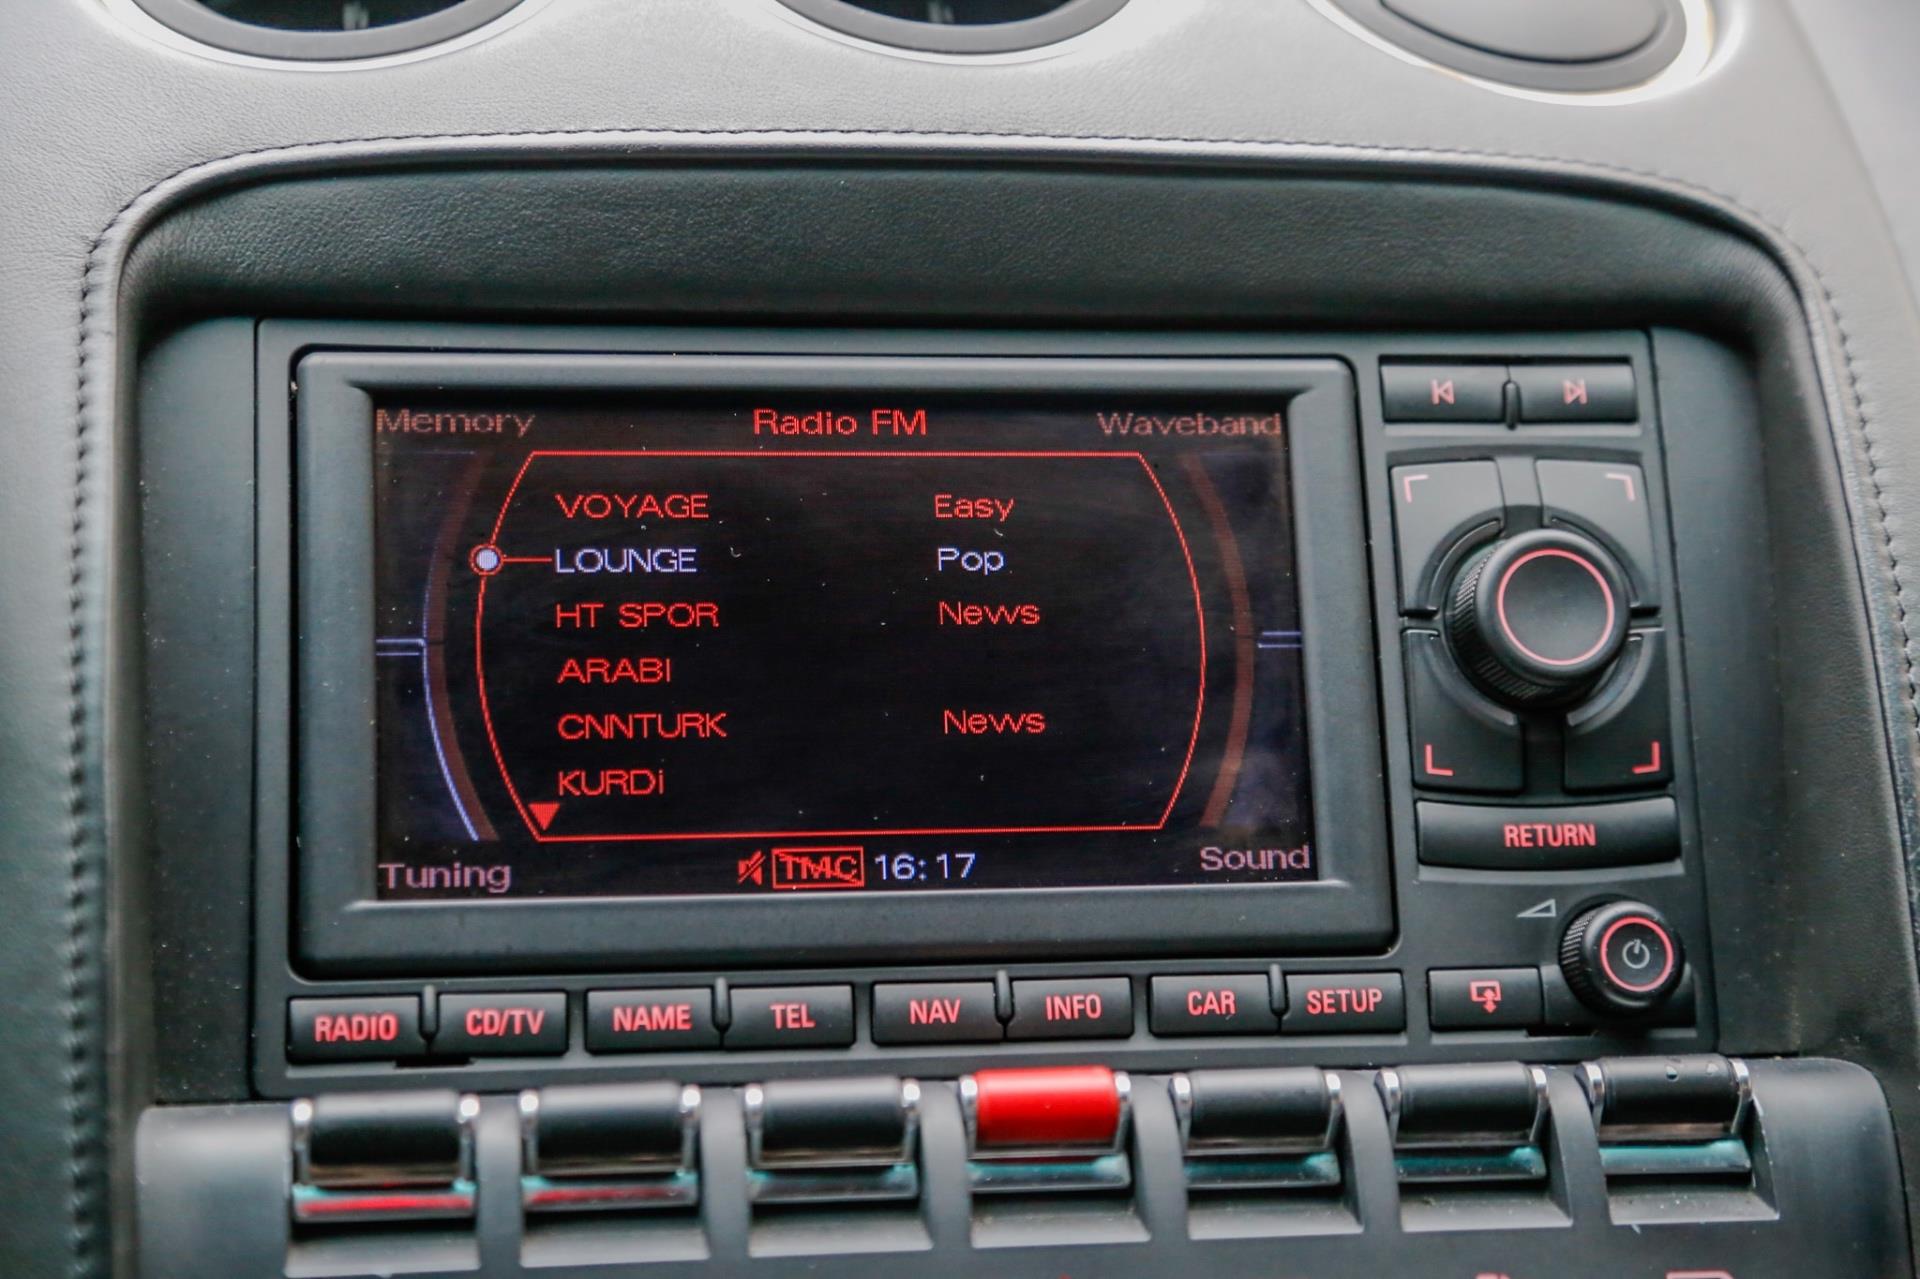 Memory Radio FM Waveband
VOYAGE Easy
LOUNGE Pop
HT SPOR News
ARABI
CNNTURK News
KURDi
Tuning TMC 16:17 Sound
RETURN
RADIO CD/TV NAME TEL NAV INFO CAR SETUP